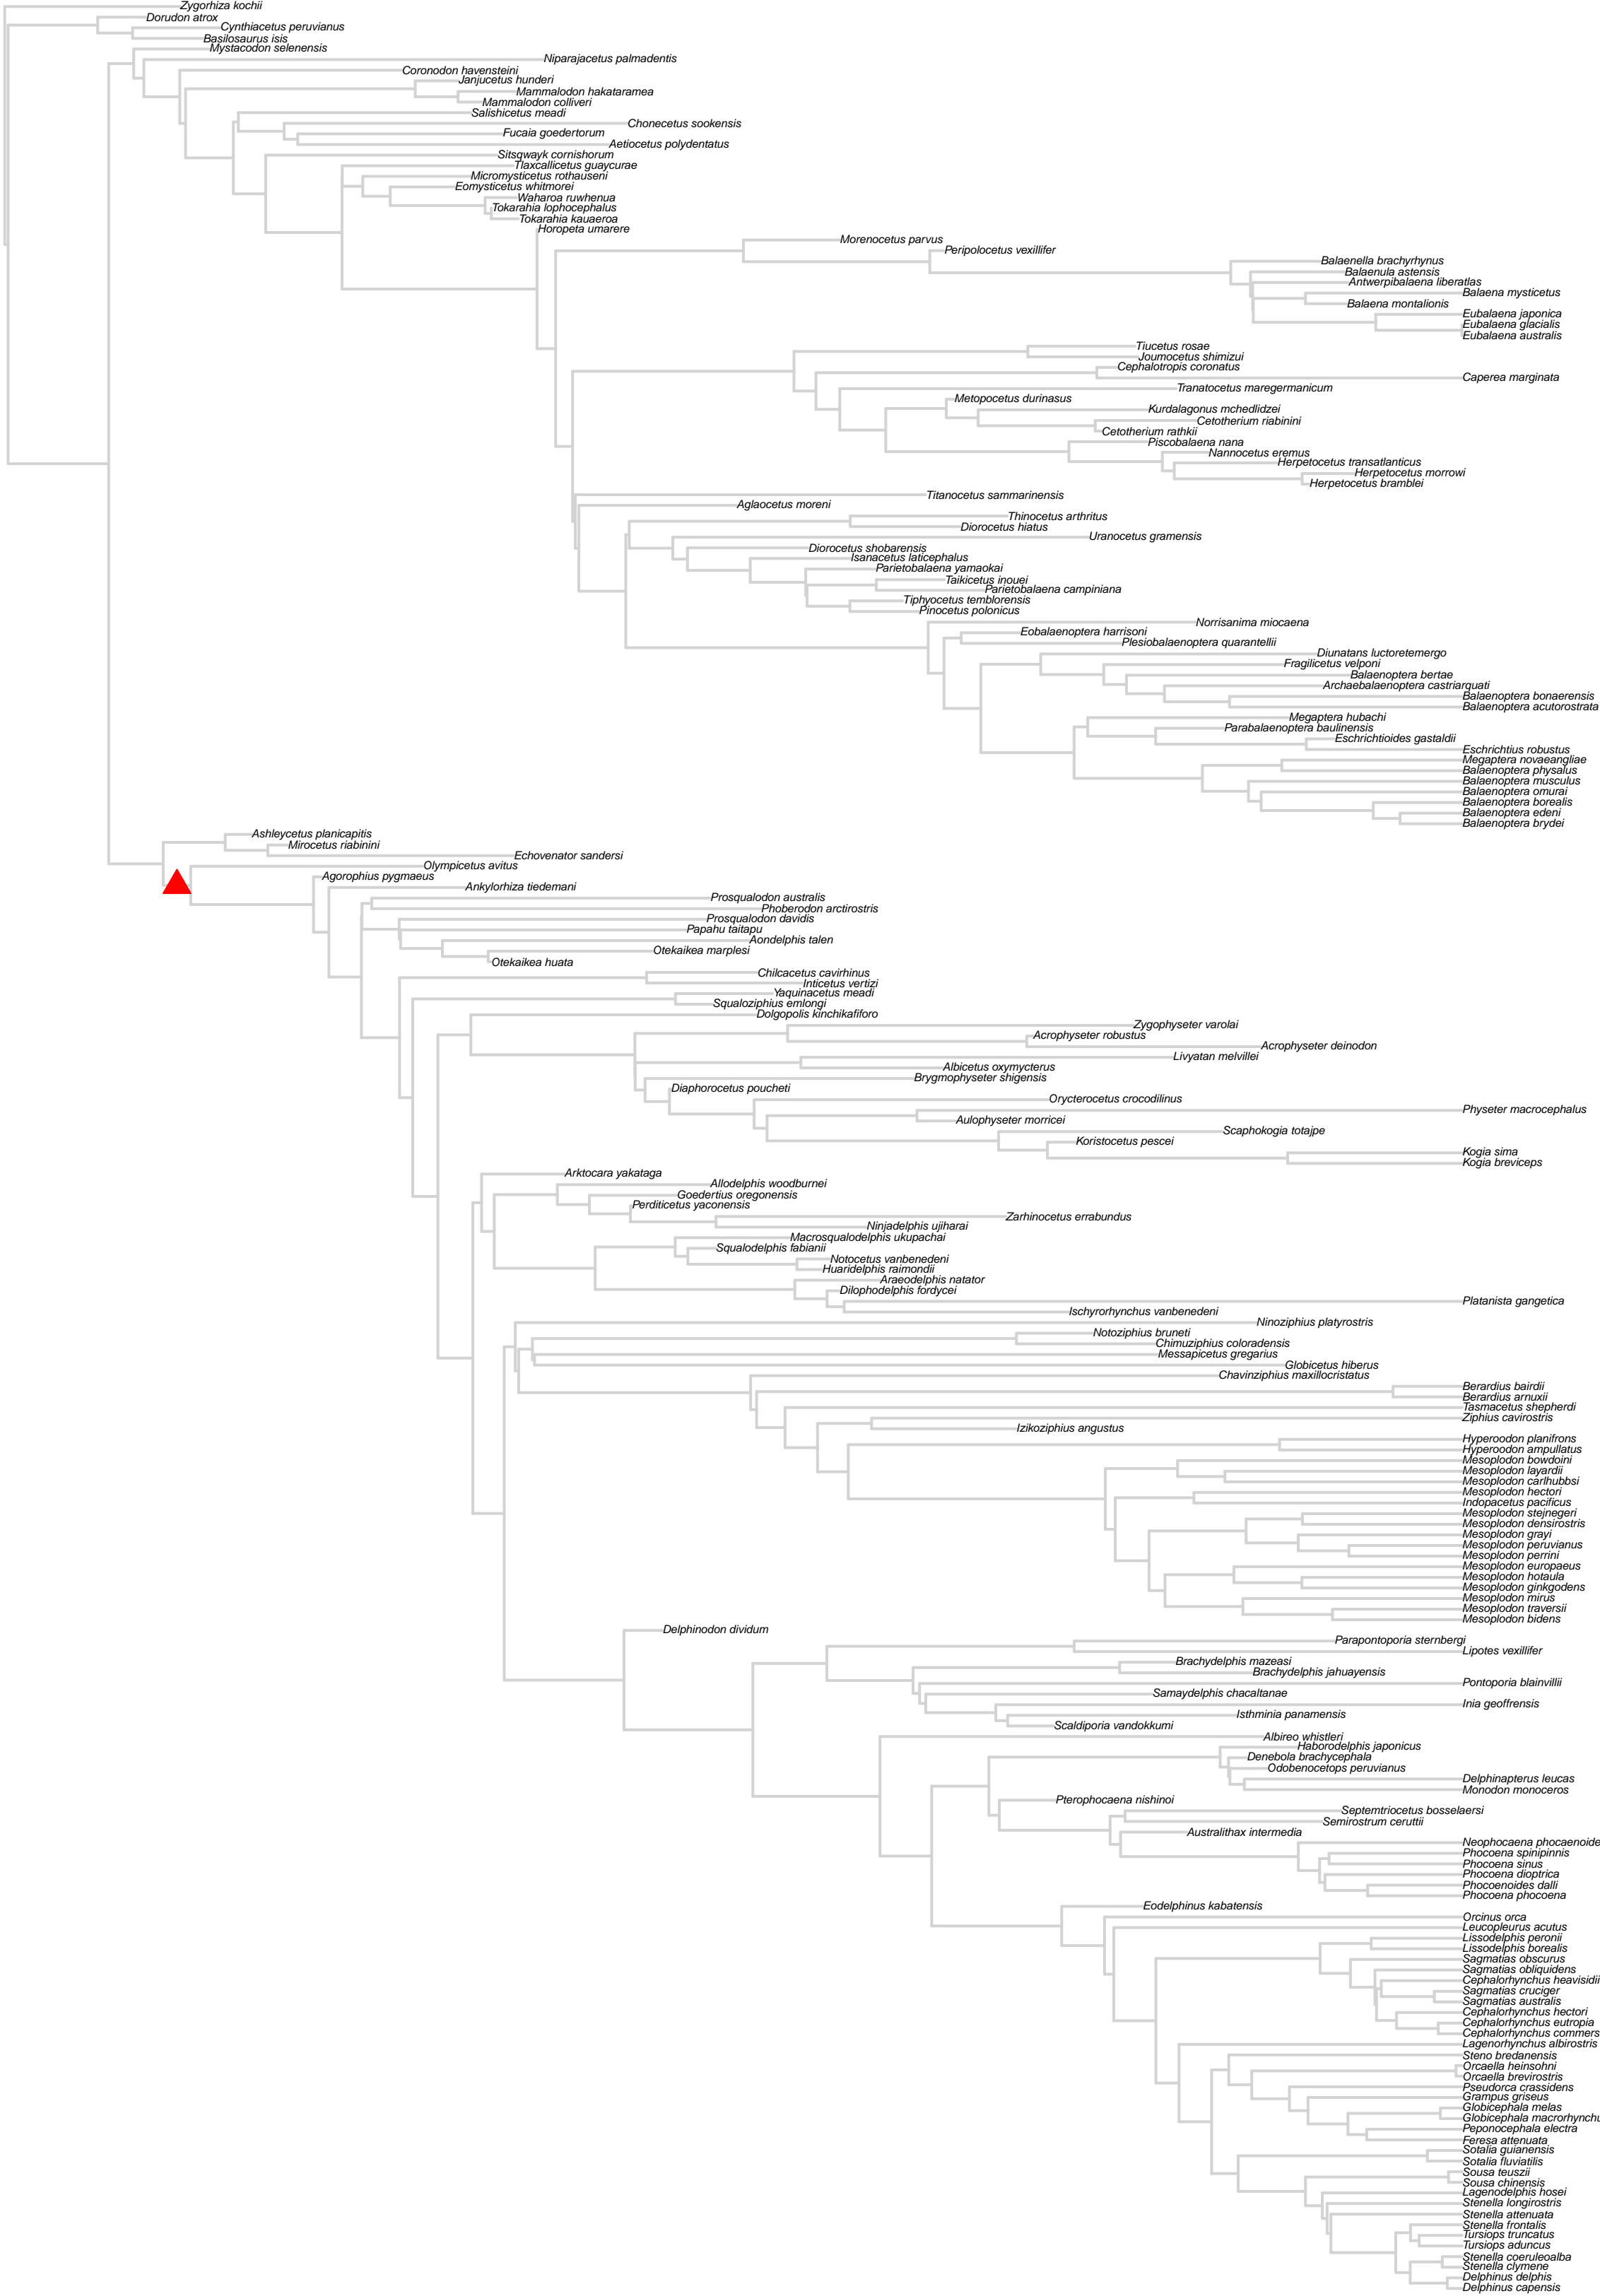 Zygorhiza kochii
Dorudon atrox
Cynthiacetus peruvianus
Basilosaurus isis
Mystacodon selenensis
Niparajacetus palmadentis
Coronodon havensteini
Janjucetus hunderi
Mammalodon hakataramea
Mammalodon colliveri
Salishicetus meadi
Chonecetus sookensis
Fucaia goedertorum
Aetiocetus polydentatus
Sitsqwayk cornishorum
Tlaxcallicetus guaycurae
Micromysticetus rothauseni
Eomysticetus whitmorei
Waharoa ruwhenua
Tokarahia lophocephalus
Tokarahia kauaeroa
Horopeta umarere
Morenocetus parvus
Peripolocetus vexillifer
Balaenella brachyrhynus
Balaenula astensis
Antwerpibalaena liberatlas
Balaena mysticetus
Balaena montalionis
Eubalaena japonica
Eubalaena glacialis
Eubalaena australis
Tiucetus rosae
Joumocetus shimizui
Cephalotropis coronatus
Caperea marginata
Tranatocetus maregermanicum
Metopocetus durinasus
Kurdalagonus mchedlidzei
Cetotherium riabinini
Cetotherium rathkii
Piscobalaena nana
Nannocetus eremus
Herpetocetus transatlanticus
Herpetocetus morrowi
Herpetocetus bramblei
Titanocetus sammarinensis
Aglaocetus moreni
Thinocetus arthritus
Diorocetus hiatus
Uranocetus gramensis
Diorocetus shobarensis
Isanacetus laticephalus
Parietobalaena yamaokai
Taikicetus inouei
Parietobalaena campiniana
Tiphyocetus temblorensis
Pinocetus polonicus
Norrisanima miocaena
Eobalaenoptera harrisoni
Plesiobalaenoptera quarantellii
Diunatans luctoretemergo
Fragilicetus velponi
Balaenoptera bertae
Archaebalaenoptera castriarquati
Balaenoptera bonaerensis
Balaenoptera acutorostrata
Megaptera hubachi
Parabalaenoptera baulinensis
Eschrichtioides gastaldii
Eschrichtius robustus
Megaptera novaeangliae
Balaenoptera physalus
Balaenoptera musculus
Balaenoptera omurai
Balaenoptera borealis
Balaenoptera edeni
Balaenoptera brydei
Ashleycetus planicapitis
Mirocetus riabinini
Echovenator sandersi
Olympicetus avitus
Agorophius pygmaeus
Ankylorhiza tiedemani
Prosqualodon australis
Phoberodon arctirostris
Prosqualodon davidis
Papahu taitapu
Aondelphis talen
Otekaikea marplesi
Otekaikea huata
Chilcacetus cavirhinus
Inticetus vertizi
Yaquinacetus meadi
Squaloziphius emlongi
Dolgopolis kinchikafiforo
Zygophyseter varolai
Acrophyseter robustus
Acrophyseter deinodon
Livyatan melvillei
Albicetus oxymycterus
Brygmophyseter shigensis
Diaphorocetus poucheti
Orycterocetus crocodilinus
Physeter macrocephalus
Aulophyseter morricei
Scaphokogia totajpe
Koristocetus pescei
Kogia sima
Kogia breviceps
Arktocara yakataga
Allodelphis woodburnei
Goedertius oregonensis
Perditicetus yaconensis
Zarhinocetus errabundus
Ninjadelphis ujiharai
Macrosqualodelphis ukupachai
Squalodelphis fabianii
Notocetus vanbenedeni
Huaridelphis raimondii
Araeodelphis natator
Dilophodelphis fordycei
Platanista gangetica
Ischyrorhynchus vanbenedeni
Ninoziphius platyrostris
Notoziphius bruneti
Chimuziphius coloradensis
Messapicetus gregarius
Globicetus hiberus
Chavinziphius maxillocristatus
Berardius bairdii
Berardius arnuxii
Tasmacetus shepherdi
Ziphius cavirostris
Izikoziphius angustus
Hyperoodon planifrons
Hyperoodon ampullatus
Mesoplodon bowdoini
Mesoplodon layardii
Mesoplodon carlhubbsi
Mesoplodon hectori
Indopacetus pacificus
Mesoplodon stejnegeri
Mesoplodon densirostris
Mesoplodon grayi
Mesoplodon peruvianus
Mesoplodon perrini
Mesoplodon europaeus
Mesoplodon hotaula
Mesoplodon ginkgodens
Mesoplodon mirus
Mesoplodon traversii
Mesoplodon bidens
Delphinodon dividum
Parapontoporia sternbergi
Lipotes vexillifer
Brachydelphis mazeasi
Brachydelphis jahuayensis
Pontoporia blainvillii
Samaydelphis chacaltanae
Inia geoffrensis
Isthminia panamensis
Scaldiporia vandokkumi
Albireo whistleri
Haborodelphis japonicus
Denebola brachycephala
Odobenocetops peruvianus
Delphinapterus leucas
Monodon monoceros
Pterophocaena nishinoi
Septemtriocetus bosselaersi
Semirostrum ceruttii
Australithax intermedia
Neophocaena phocaenoide
Phocoena spinipinnis
Phocoena sinus
Phocoena dioptrica
Phocoenoides dalli
Phocoena phocoena
Eodelphinus kabatensis
Orcinus orca
Leucopleurus acutus
Lissodelphis peronii
Lissodelphis borealis
Sagmatias obscurus
Sagmatias obliquidens
Cephalorhynchus heavisidii
Sagmatias cruciger
Sagmatias australis
Cephalorhynchus hectori
Cephalorhynchus eutropia
Cephalorhynchus commers
Lagenorhynchus albirostris
Steno bredanensis
Orcaella heinsohni
Orcaella brevirostris
Pseudorca crassidens
Grampus griseus
Globicephala melas
Globicephala macrorhynchu
Peponocephala electra
Feresa attenuata
Sotalia guianensis
Sotalia fluviatilis
Sousa teuszii
Sousa chinensis
Lagenodelphis hosei
Stenella longirostris
Stenella attenuata
Stenella frontalis
Tursiops truncatus
Tursiops aduncus
Stenella coeruleoalba
Stenella clymene
Delphinus delphis
Delphinus capensis